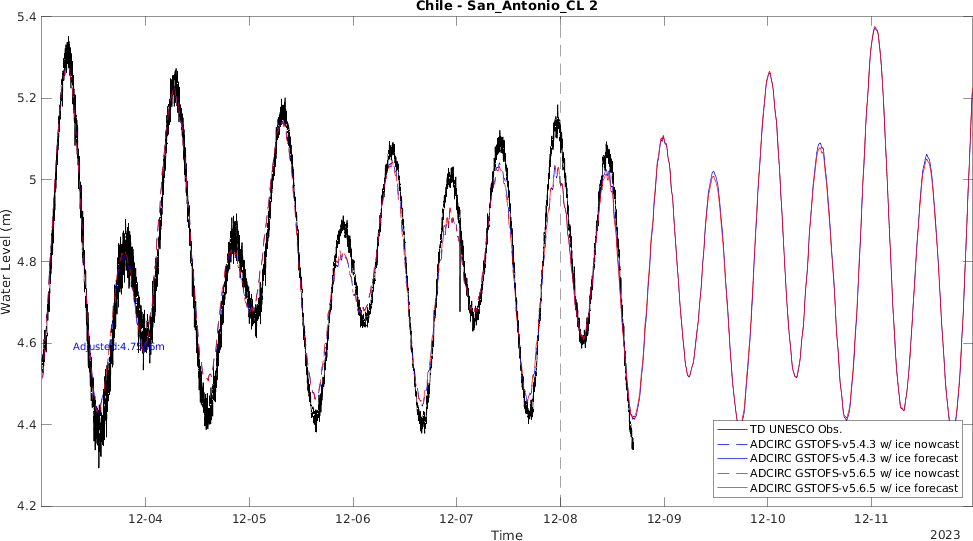 Chile - San_Antonio_CL 2
5.4
5.2
5
4.8
4.6
4.4
4.2
Water Level (m)
12-04
12-05
12-06
12-07
12-08
12-09
12-10
12-11
Time
2023
TD UNESCO Obs.
ADCIRC GSTOFS-v5.4.3 w/ ice nowcast
ADCIRC GSTOFS-v5.4.3 w/ ice forecast
ADCIRC GSTOFS-v5.6.5 w/ ice nowcast
ADCIRC GSTOFS-v5.6.5 w/ ice forecast